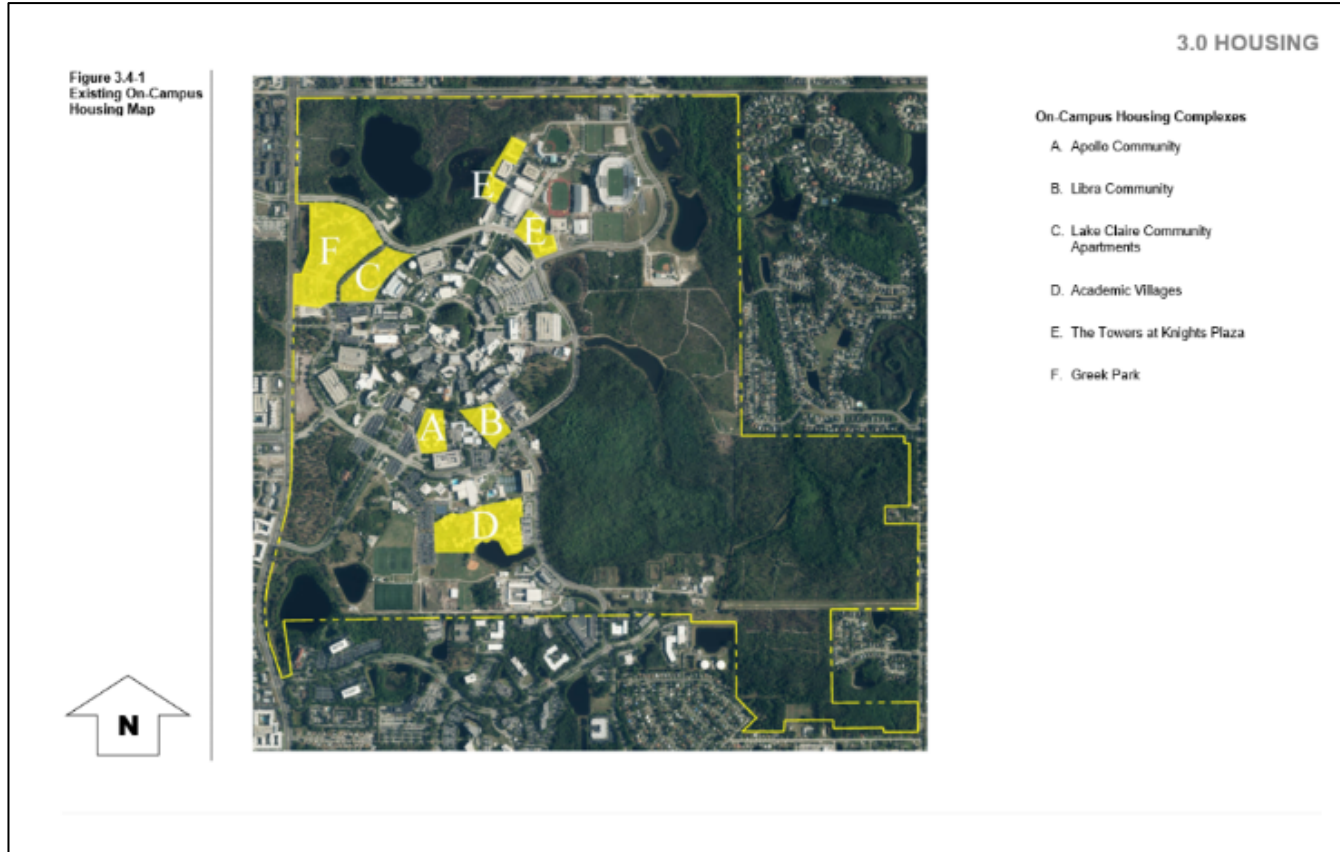 3.0 HOUSING
Figure 3.4-1
Existing On-Campus
Housing Map
On-Campus Housing Complexes
A. Apollo Community
B. Libra Community
C. Lake Claire Community
Apartments
D. Academic Villages
E. The Towers at Knights Plaza
F. Greek Park
E
E
F
C
A
B
D
N